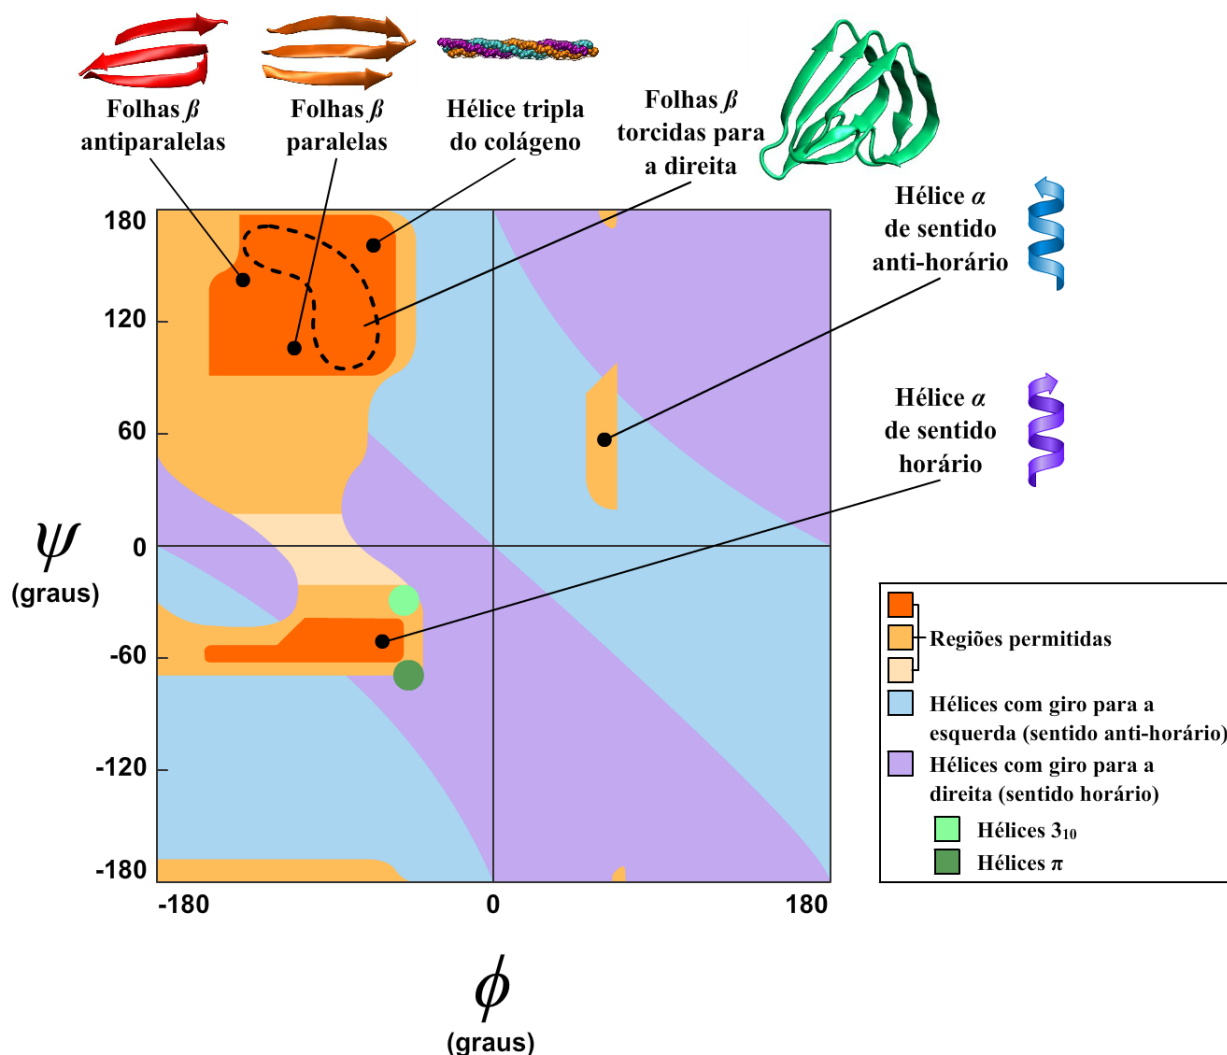 Folhas β
antiparalelas
Folhas β
paralelas
Hélice tripla
do colágeno
Folhas β
torcidas para
a direita
Hélice α
de sentido
anti-horário
Hélice α
de sentido
horário
180
120
60
0
-60
-120
-180
ψ
(graus)
-180
0
180
ϕ
(graus)
Regiões permitidas
Hélices com giro para a
esquerda (sentido anti-horário)
Hélices com giro para a
direita (sentido horário)
Hélices 3₁₀
Hélices π